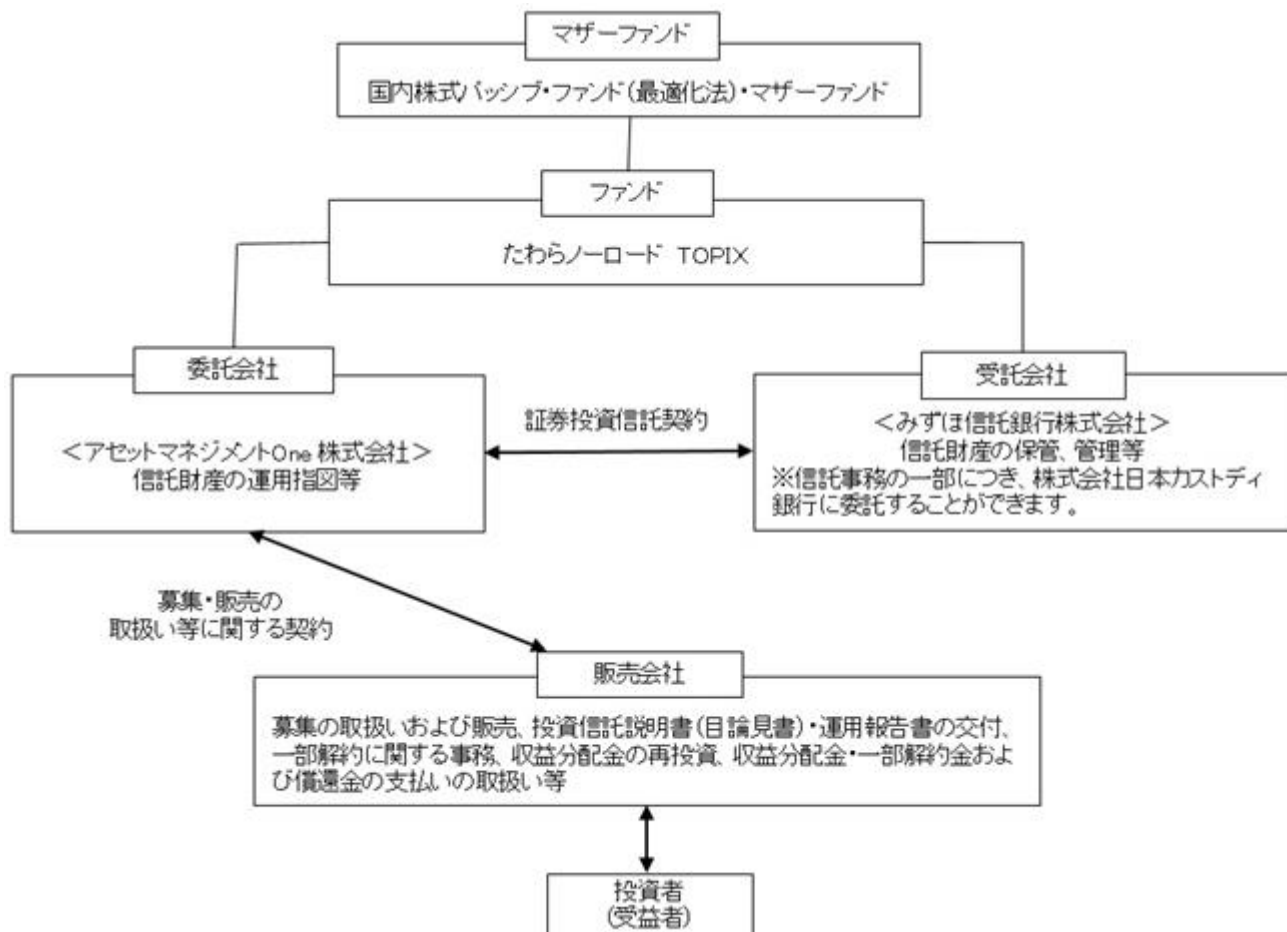 マザーファンド
国内株式パッシブ・ファンド(最適化法)・マザーファンド
ファンド
たわらノーロード TOPIX
委託会社
<アセットマネジメントOne 株式会社>
信託財産の運用指図等
証券投資信託契約
受託会社
<みずほ信託銀行株式会社>
信託財産の保管、管理等
※信託事務の一部につき、株式会社日本カストディ
銀行に委託することができます。
募集・販売の
取扱い等に関する契約
販売会社
募集の取扱いおよび販売、投資信託説明書(目論見書)・運用報告書の交付、
一部解約に関する事務、収益分配金の再投資、収益分配金・一部解約金およ
び償還金の支払いの取扱い等
投資者
(受益者)